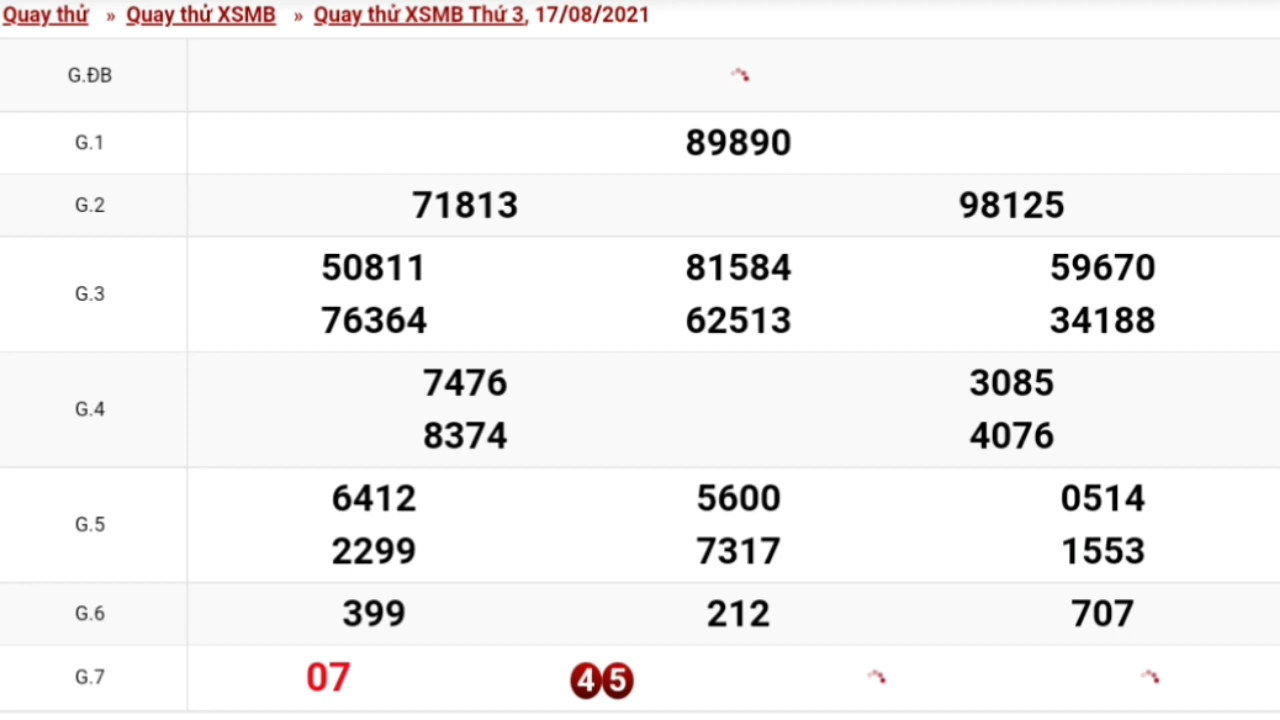 Quay thử » Quay thử XSMB » Quay thử XSMB Thứ 3, 17/08/2021
G.ĐB
G.1 89890
G.2 71813 98125
G.3 50811 81584 59670
76364 62513 34188
G.4 7476 3085
8374 4076
G.5 6412 5600 0514
2299 7317 1553
G.6 399 212 707
G.7 07 45